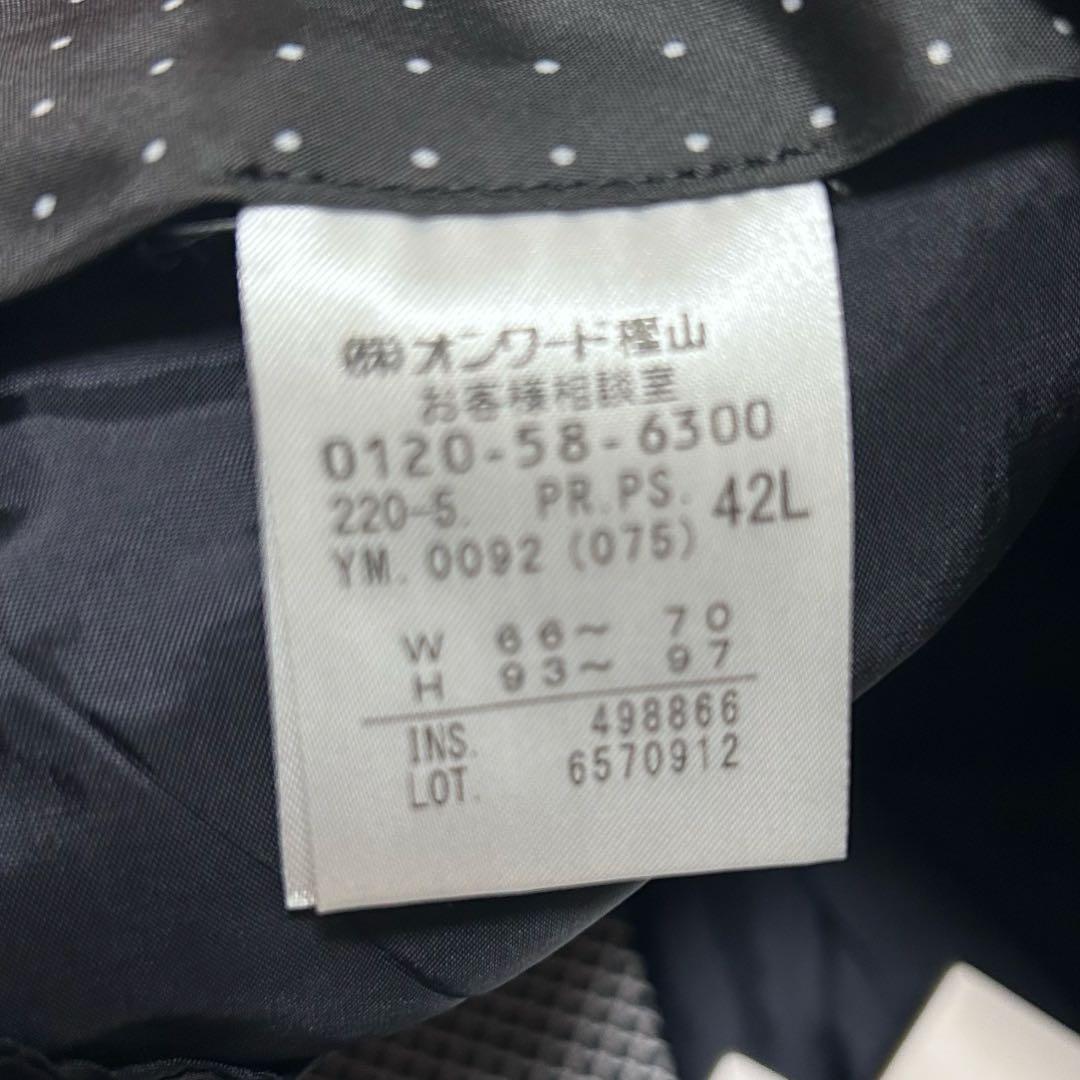 ㈱オンワード樫山
お客様相談室
0120-58-6300
220-5. PR.PS. 42L
YM. 0092 (075)
W 66〜 70
H 93〜 97
INS. 498866
LOT. 6570912